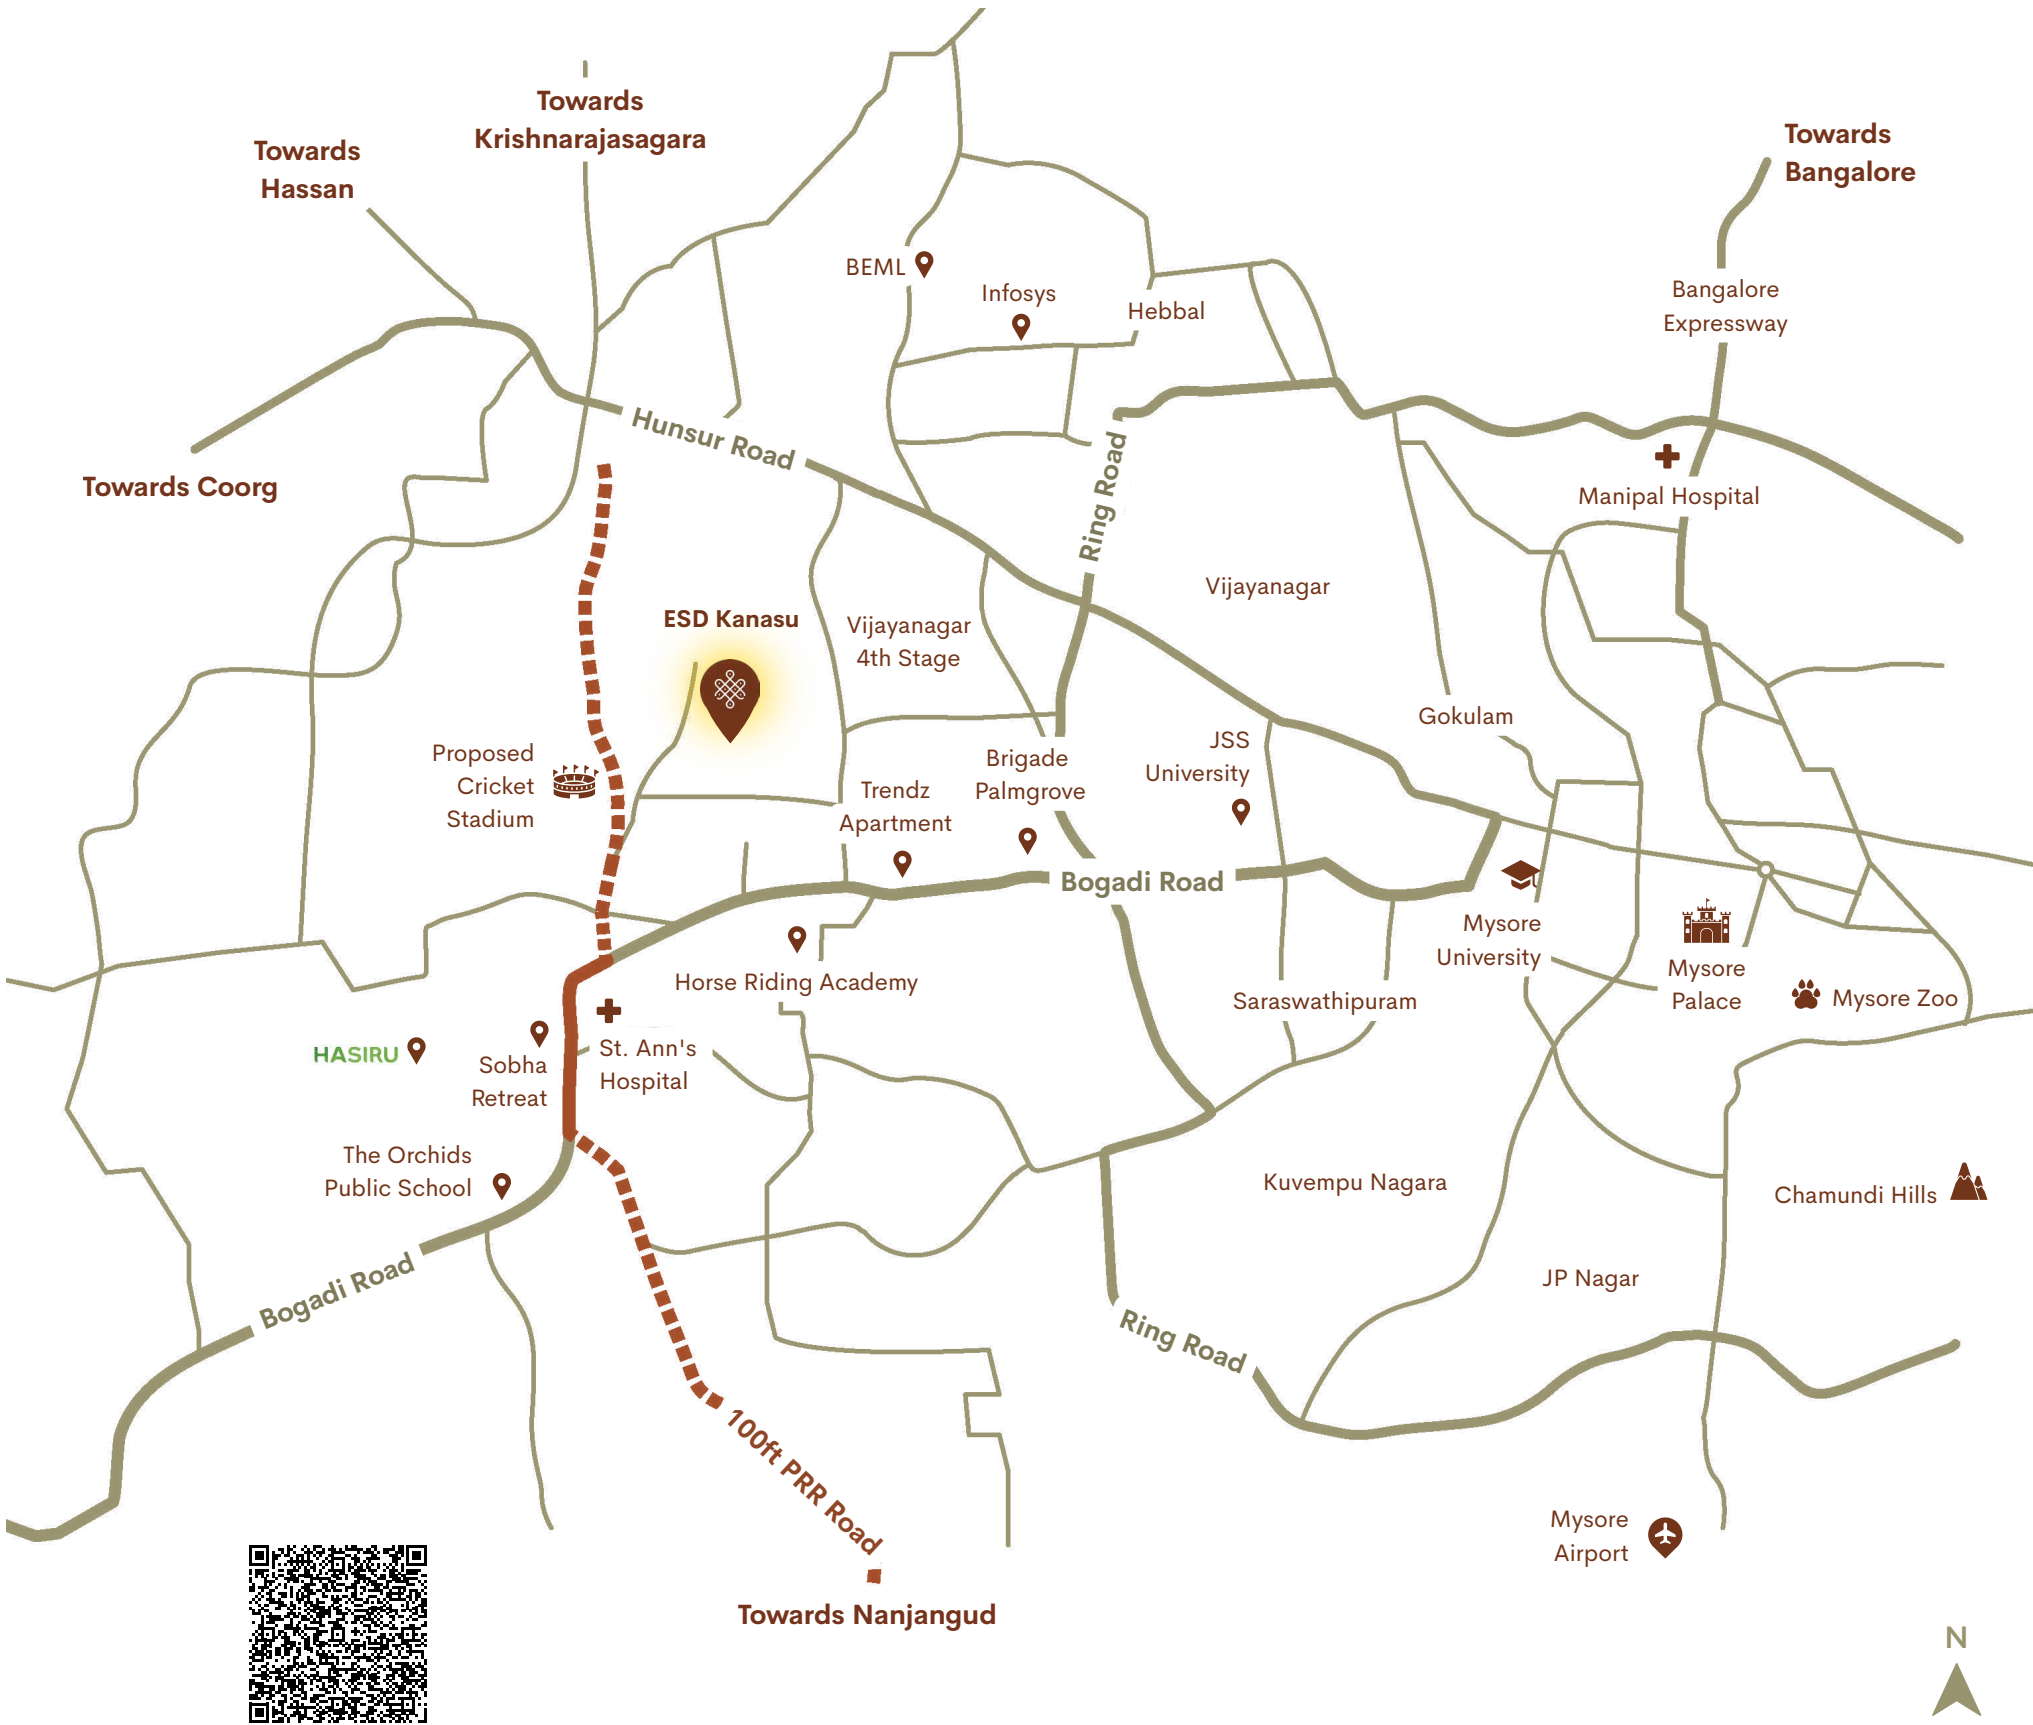 Towards
Krishnarajasagara
Towards
Hassan
Towards
Bangalore
BEML
Infosys
Hebbal
Bangalore
Expressway
Hunsur Road
Ring Road
Towards Coorg
Manipal Hospital
Vijayanagar
ESD Kanasu
Vijayanagar
4th Stage
Gokulam
JSS
University
Brigade
Palmgrove
Proposed
Cricket
Stadium
Trendz
Apartment
Bogadi Road
Mysore
University
Mysore
Palace
Mysore Zoo
Horse Riding Academy
Saraswathipuram
HASIRU
Sobha
Retreat
St. Ann's
Hospital
The Orchids
Public School
Kuvempu Nagara
Chamundi Hills
JP Nagar
Bogadi Road
Ring Road
100ft PRR Road
Mysore
Airport
Towards Nanjangud
N